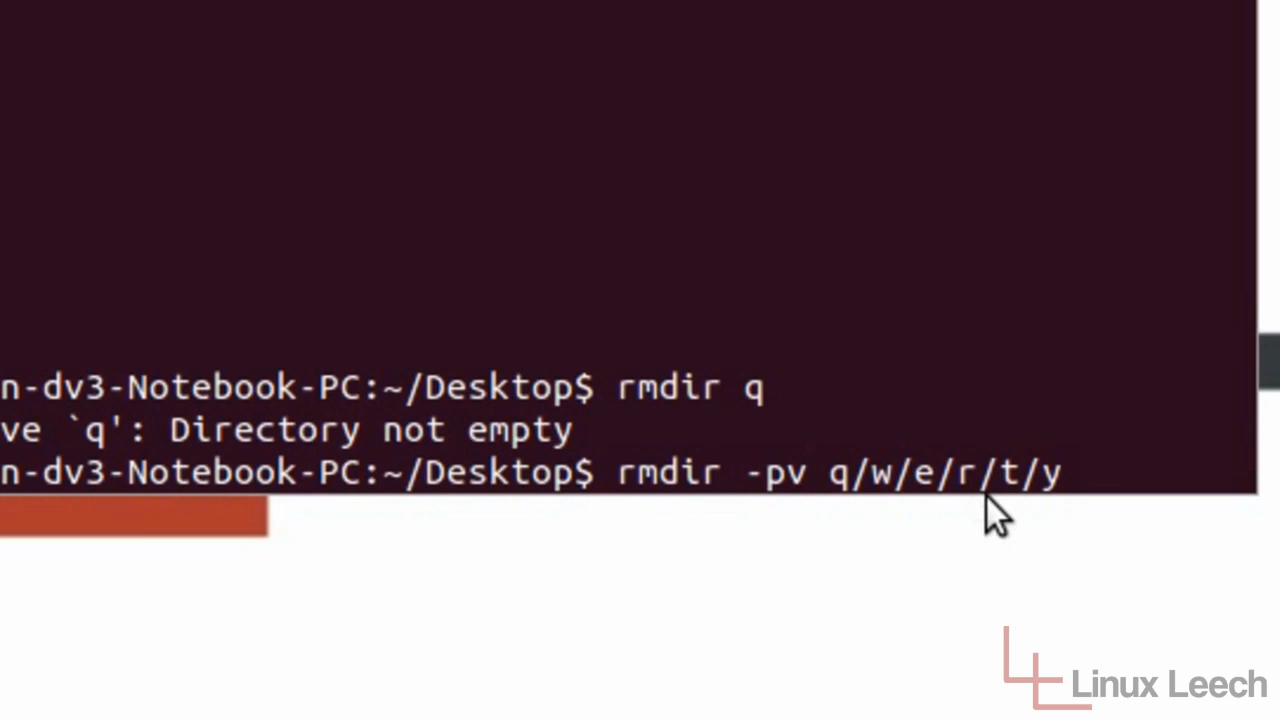 n-dv3-Notebook-PC:~/Desktop$ rmdir q
ve `q': Directory not empty
n-dv3-Notebook-PC:~/Desktop$ rmdir -pv q/w/e/r/t/y
Linux Leech